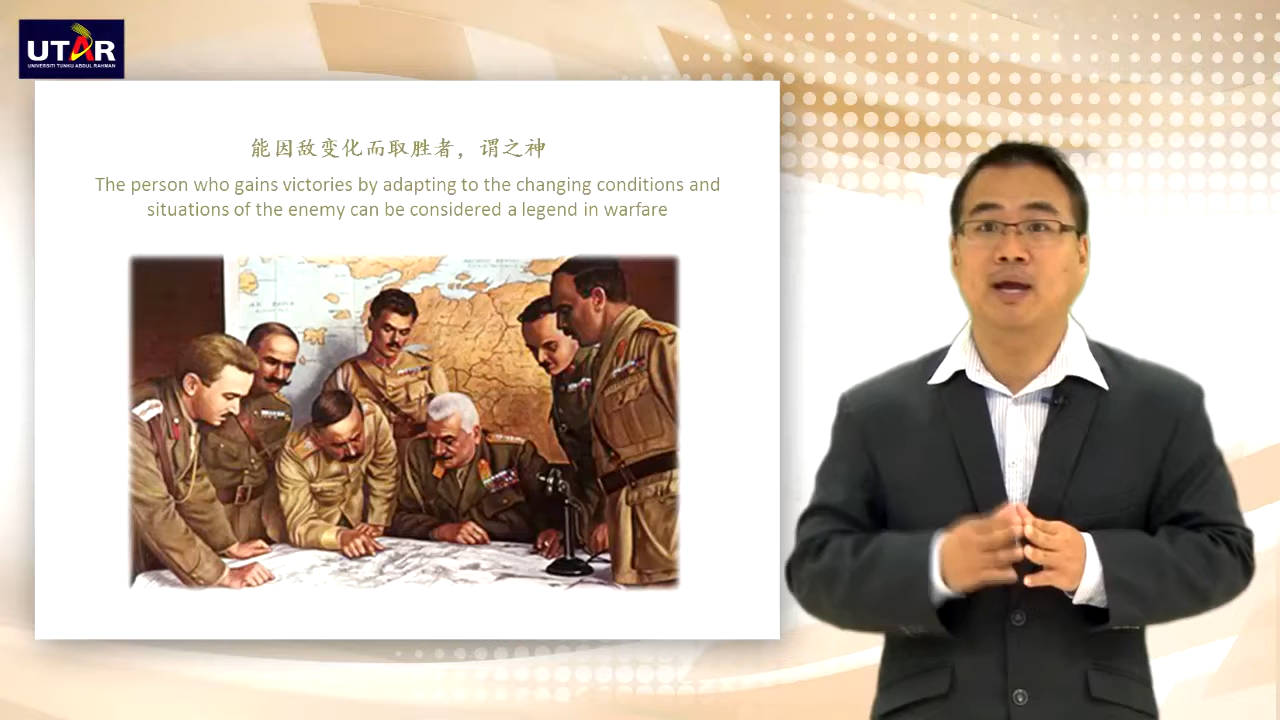 UTAR
UNIVERSITI TUNKU ABDUL RAHMAN
能因敌变化而取胜者，谓之神
The person who gains victories by adapting to the changing conditions and
situations of the enemy can be considered a legend in warfare